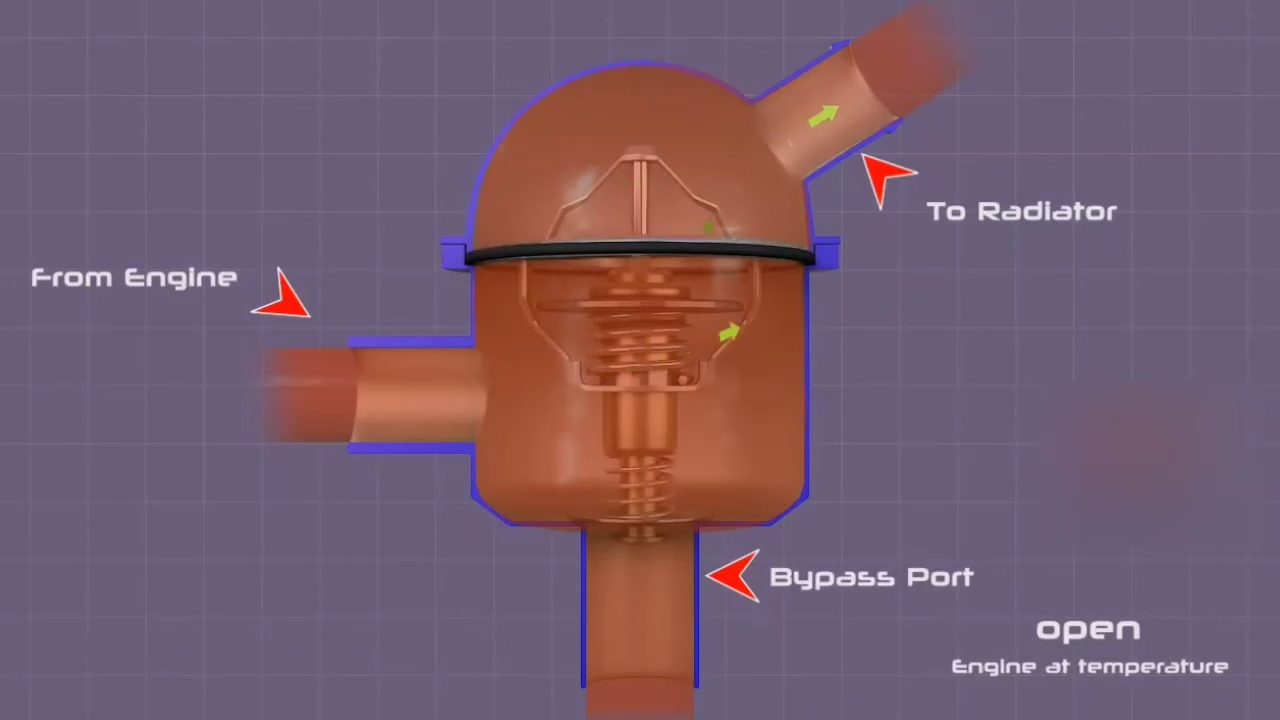 To Radiator
From Engine
Bypass Port
open
Engine at temperature